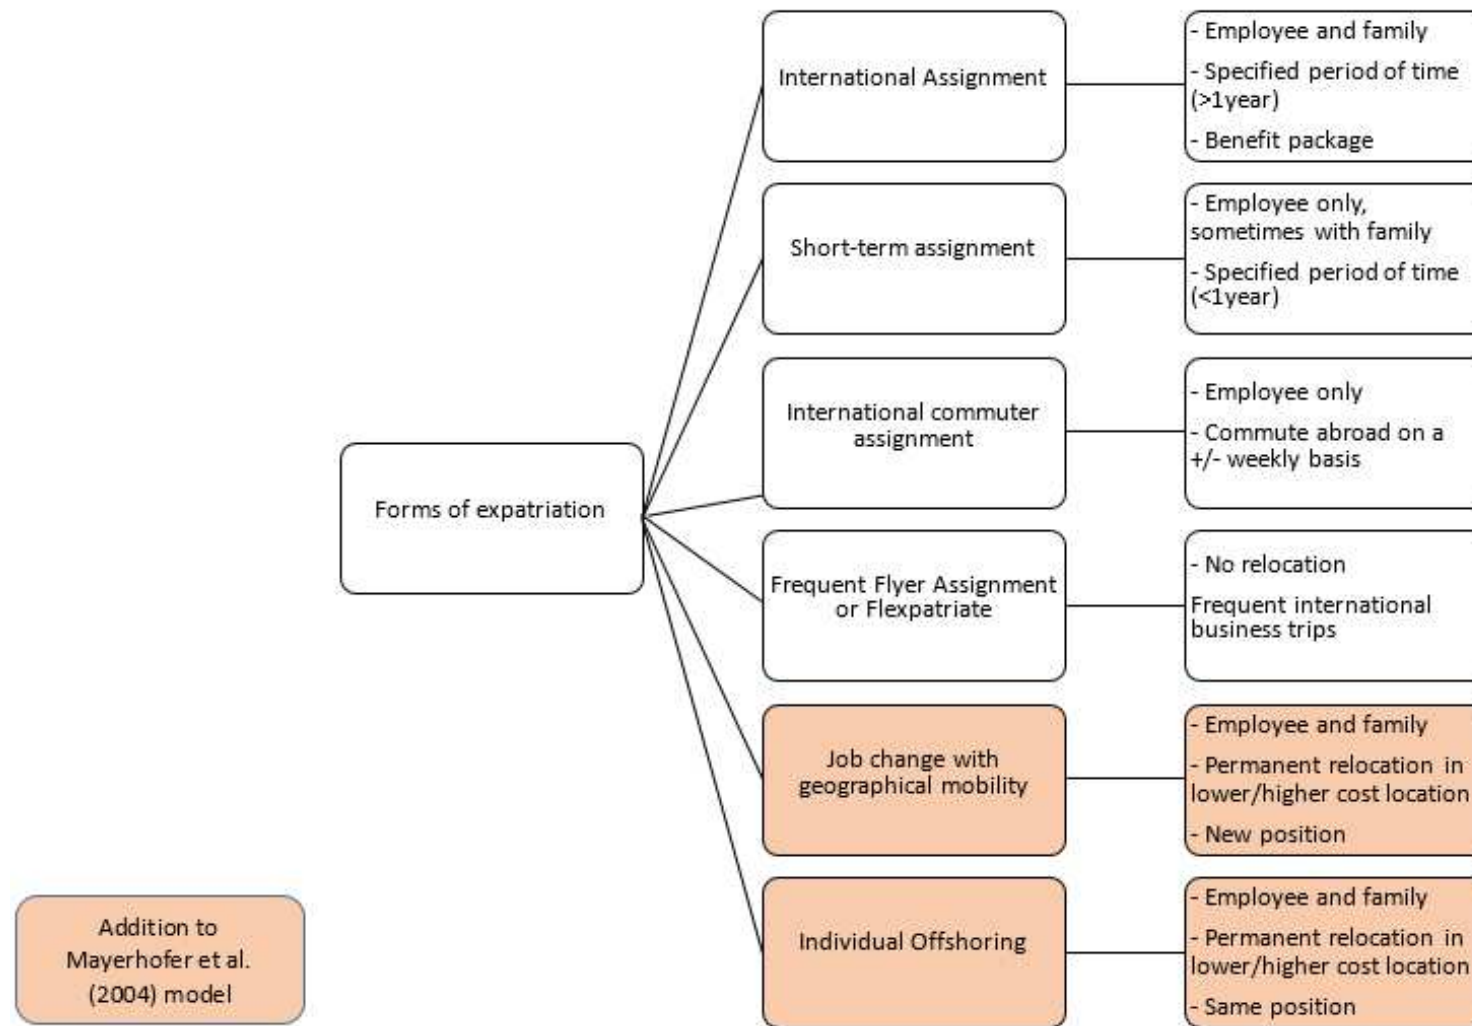 Forms of expatriation
International Assignment
- Employee and family
- Specified period of time
(>1year)
- Benefit package
Short-term assignment
- Employee only,
sometimes with family
- Specified period of time
(<1year)
International commuter
assignment
- Employee only
- Commute abroad on a
+/- weekly basis
Frequent Flyer Assignment
or Flexpatriate
- No relocation
Frequent international
business trips
Job change with
geographical mobility
- Employee and family
- Permanent relocation in
lower/higher cost location
- New position
Individual Offshoring
- Employee and family
- Permanent relocation in
lower/higher cost location
- Same position
Addition to
Mayerhofer et al.
(2004) model